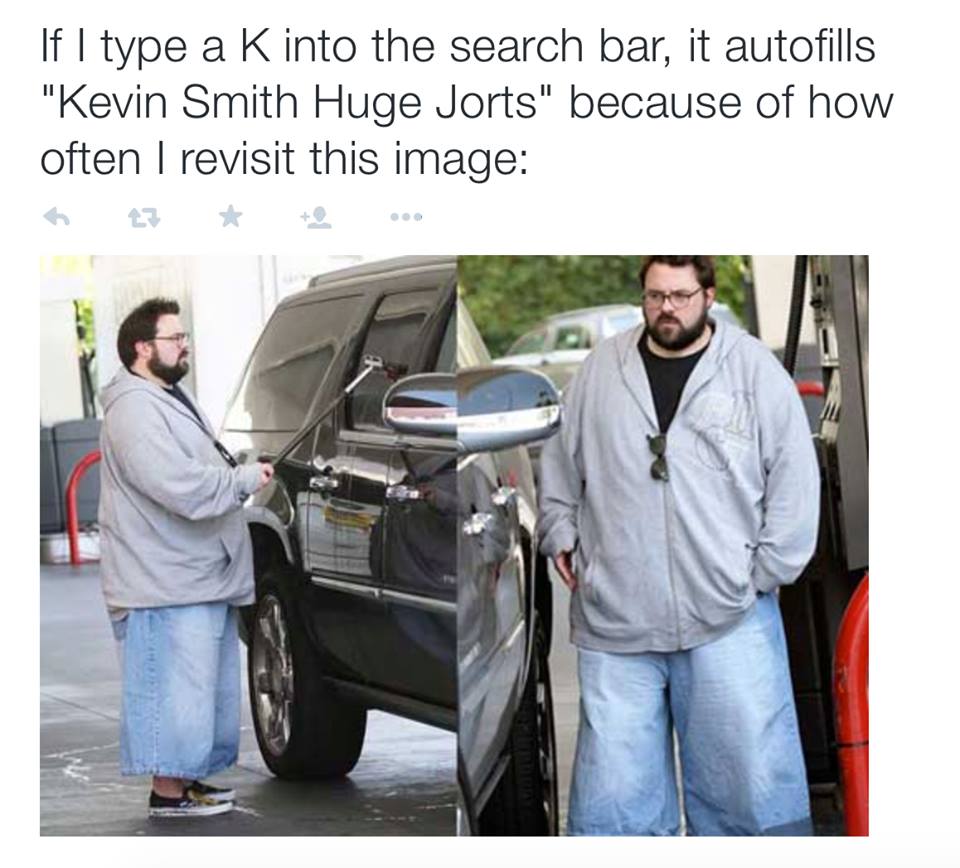 If I type a K into the search bar, it autofills
"Kevin Smith Huge Jorts" because of how
often I revisit this image: